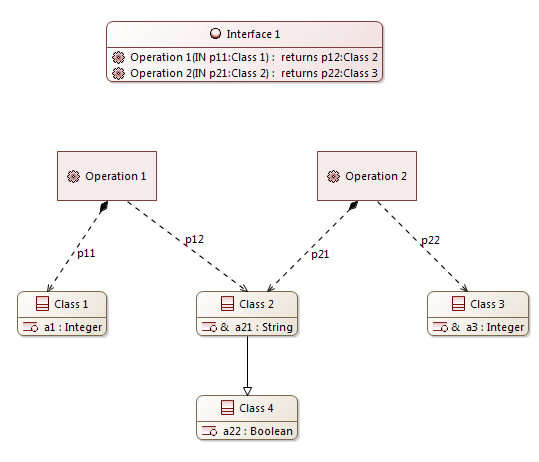 Interface 1
Operation 1(IN p11:Class 1) : returns p12:Class 2
Operation 2(IN p21:Class 2) : returns p22:Class 3
Operation 1
Operation 2
p11
p12
p21
p22
Class 1
a1 : Integer
Class 2
& a21 : String
Class 3
& a3 : Integer
Class 4
a22 : Boolean